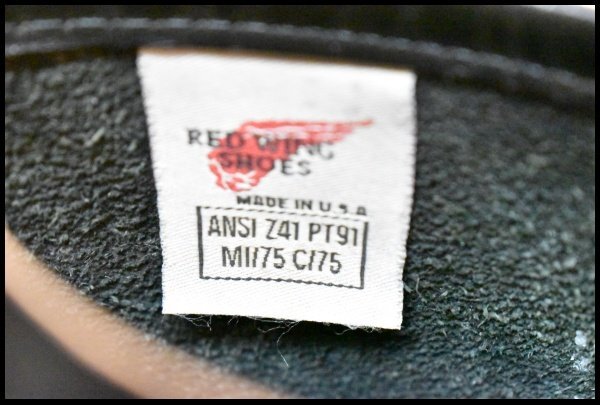 RED WING
SHOES
MADE IN U.S.A
ANSI Z41 PT91
MI/75 C/75